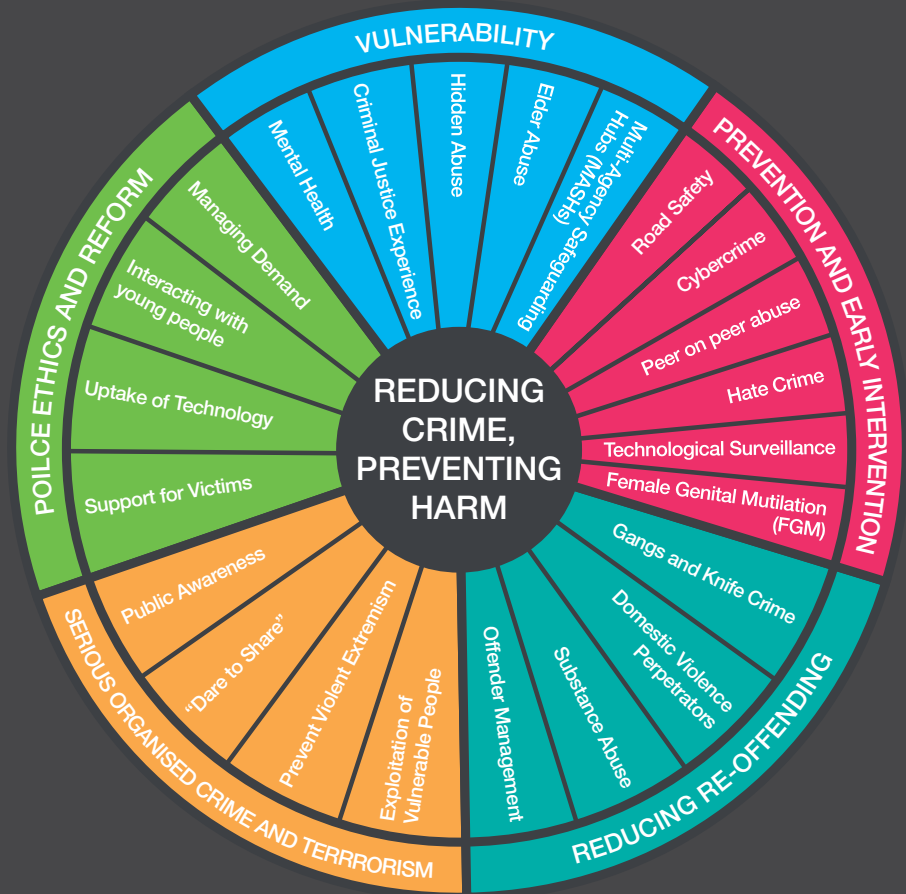 REDUCING
CRIME,
PREVENTING
HARM
VULNERABILITY
Mental Health
Criminal Justice Experience
Hidden Abuse
Elder Abuse
Multi-Agency Safeguarding
Hubs (MASHs)
PREVENTION AND EARLY INTERVENTION
Road Safety
Cybercrime
Peer on peer abuse
Hate Crime
Technological Surveillance
Female Genital Mutilation
(FGM)
REDUCING RE-OFFENDING
Gangs and Knife Crime
Domestic Violence
Perpetrators
Substance Abuse
Offender Management
SERIOUS ORGANISED CRIME AND TERRRORISM
Exploitation of
Vulnerable People
Prevent Violent Extremism
“Dare to Share”
Public Awareness
POILCE ETHICS AND REFORM
Support for Victims
Uptake of Technology
Interacting with
young people
Managing Demand